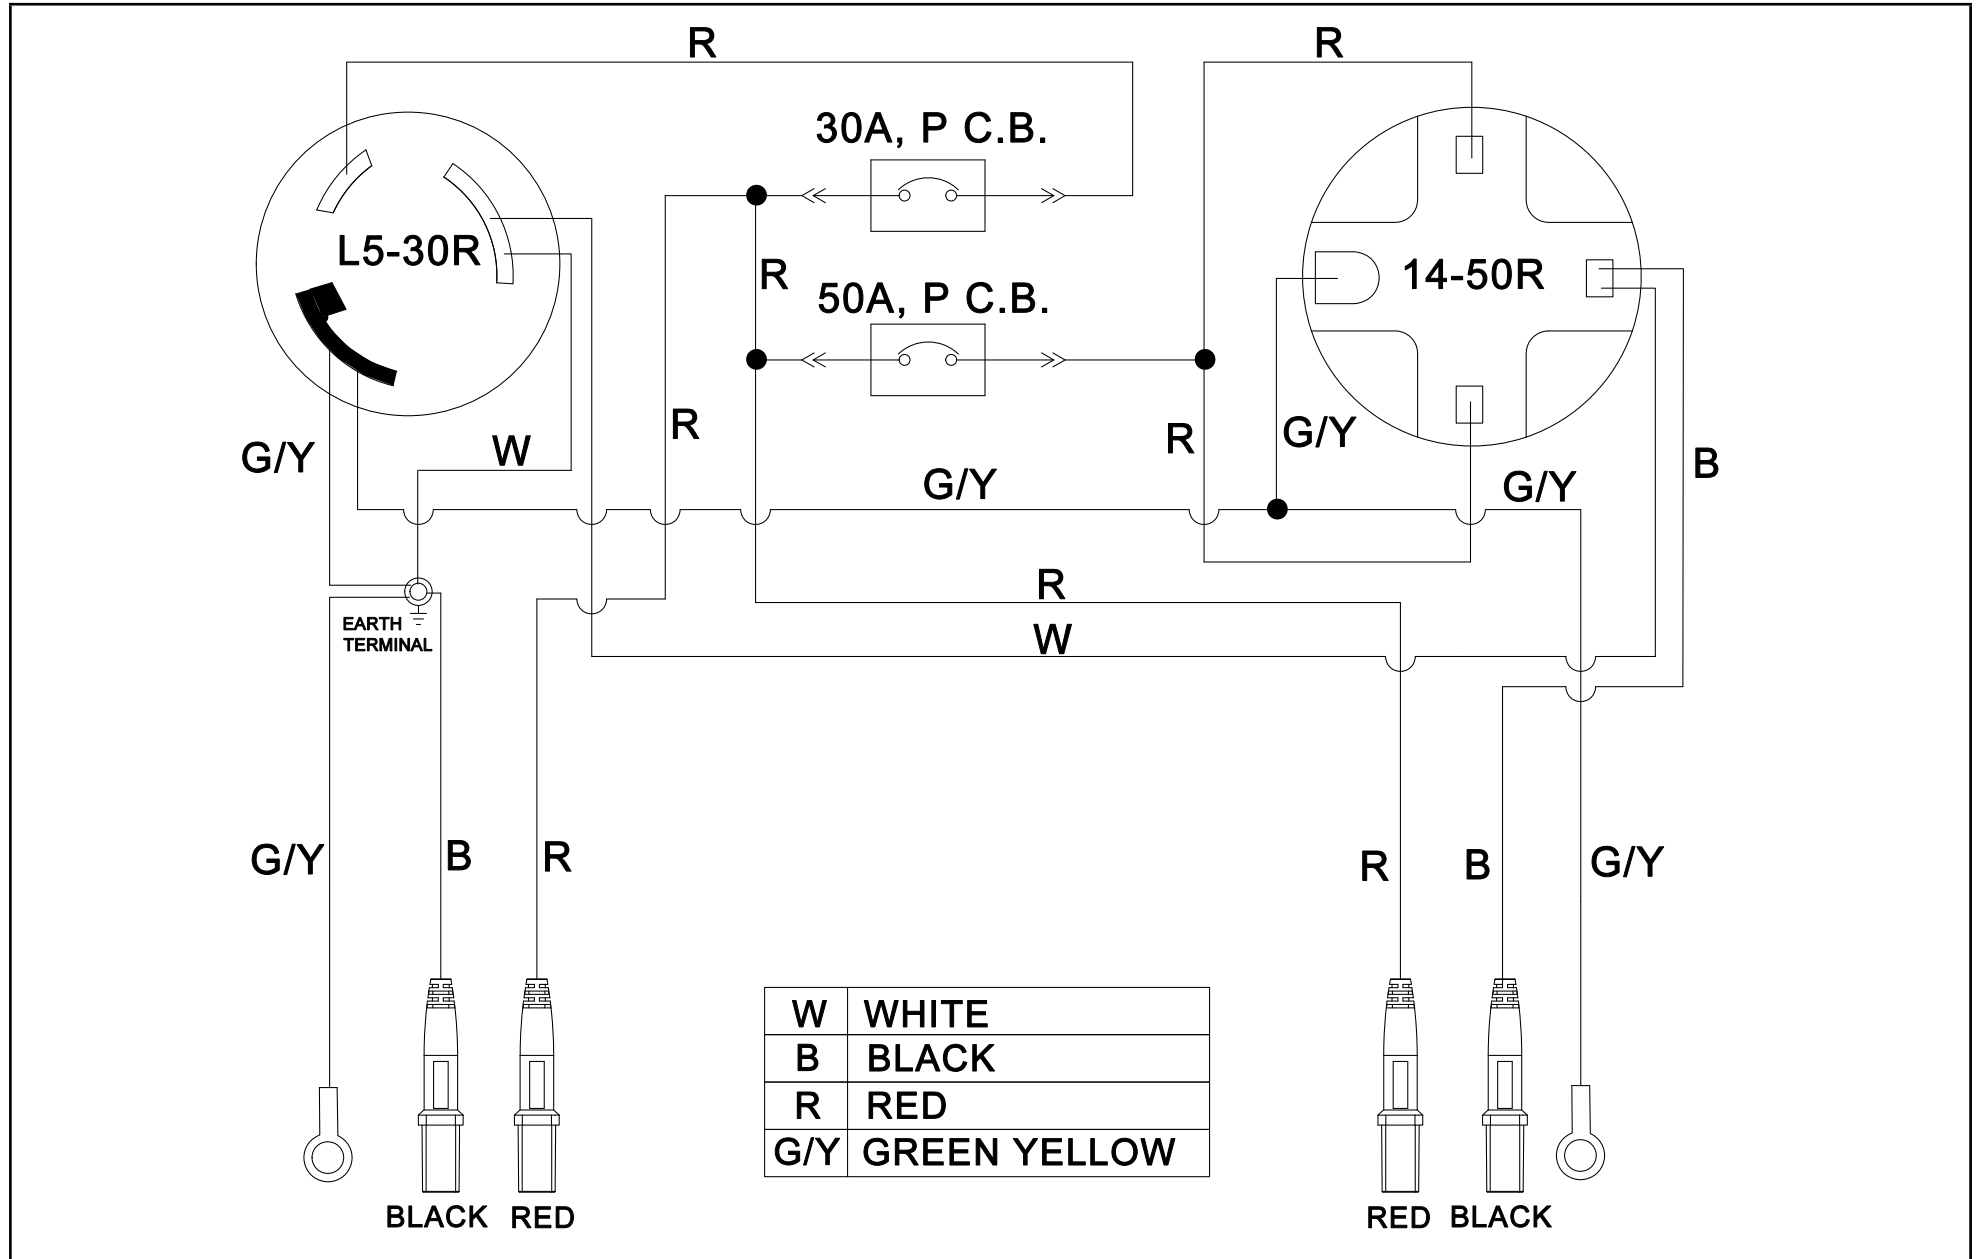 R
R
30A, P C.B.
L5-30R
R
14-50R
50A, P C.B.
G/Y
W
R
R
G/Y
B
G/Y
G/Y
R
EARTH
TERMINAL
W
G/Y
B
R
R
B
G/Y
W WHITE
B BLACK
R RED
G/Y GREEN YELLOW
BLACK
RED
RED
BLACK